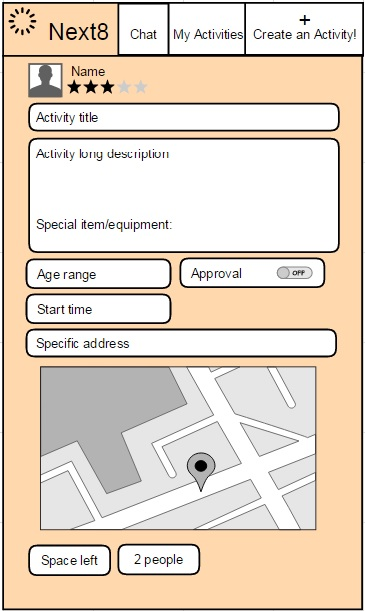 Next8
Chat
My Activities
+
Create an Activity!
Name
Activity title
Activity long description
Special item/equipment:
Age range
Approval
OFF
Start time
Specific address
Space left
2 people